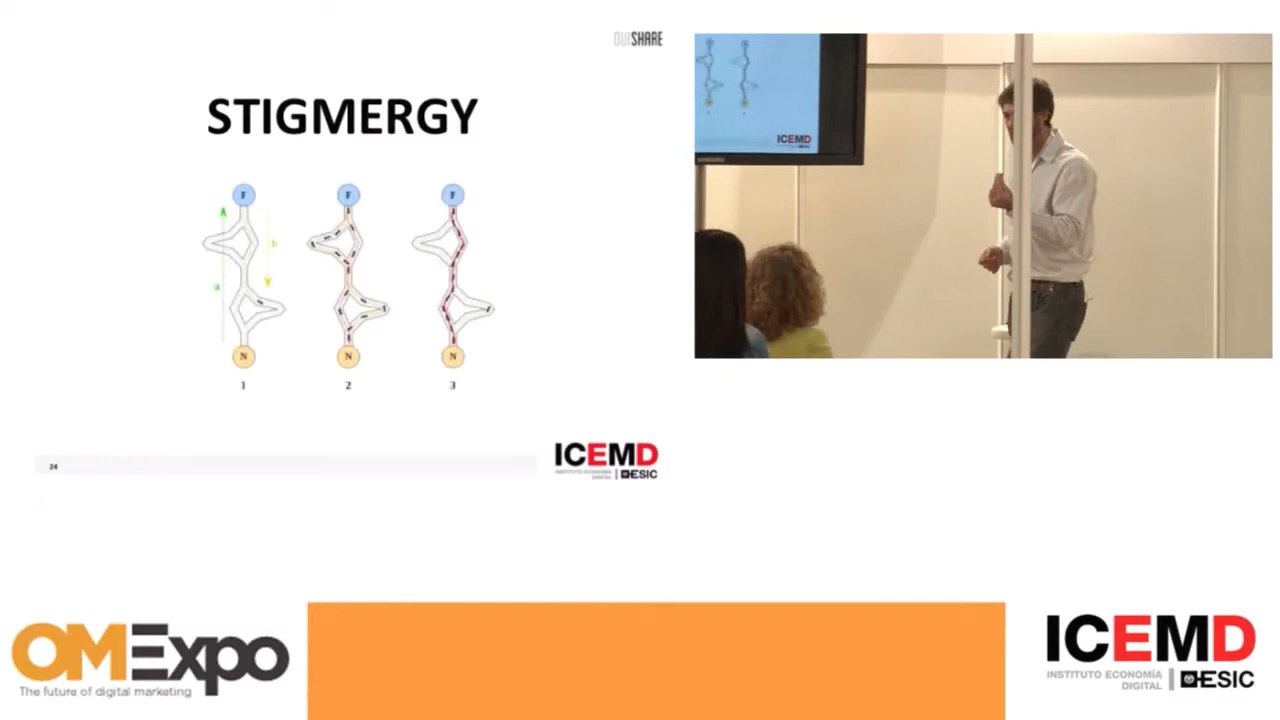 OUISHARE
STIGMERGY
F F F
a b
N N N
1 2 3
24
ICEMD
INSTITUTO ECONOMÍA
DIGITAL
ESIC
ICEMD
OMExpo
The future of digital marketing
ICEMD
INSTITUTO ECONOMÍA
DIGITAL
ESIC